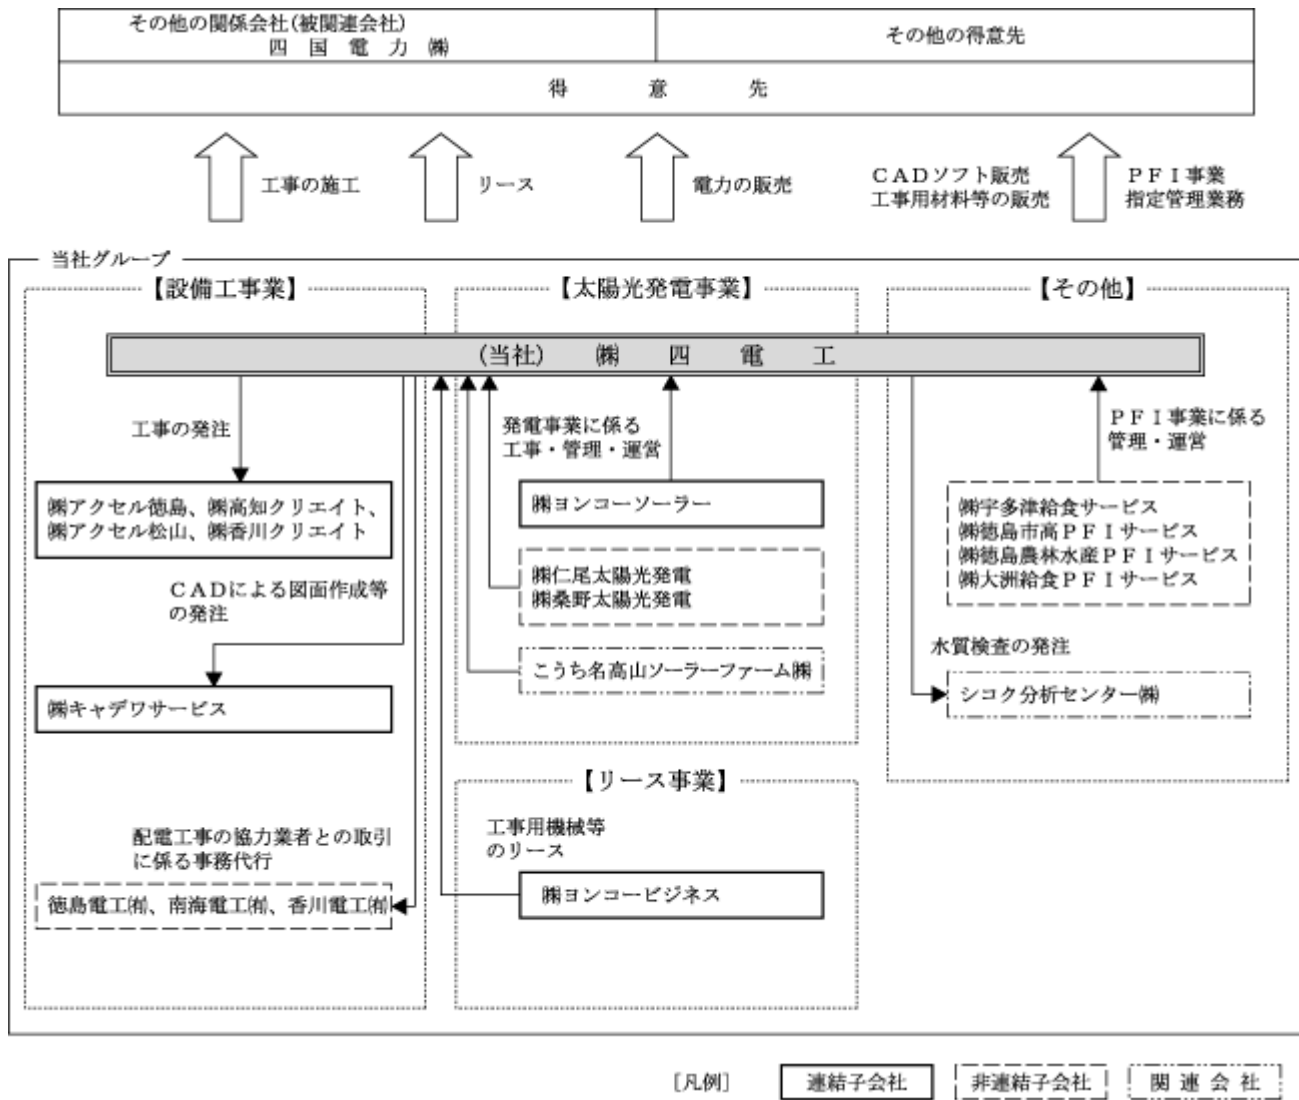 その他の関係会社(被関連会社)
四国電力㈱
その他の得意先
得意先
工事の施工
リース
電力の販売
CADソフト販売
工事用材料等の販売
PFI事業
指定管理業務
当社グループ
【設備工事業】
【太陽光発電事業】
【その他】
(当社) ㈱四電工
工事の発注
発電事業に係る
工事・管理・運営
PFI事業に係る
管理・運営
㈱アクセル徳島、㈱高知クリエイト、
㈱アクセル松山、㈱香川クリエイト
㈱ヨンコーソーラー
㈱宇多津給食サービス
㈱徳島市高PFIサービス
㈱徳島農林水産PFIサービス
㈱大洲給食PFIサービス
CADによる図面作成等
の発注
㈱仁尾太陽光発電
㈱桑野太陽光発電
水質検査の発注
こうち名高山ソーラーファーム㈱
シコク分析センター㈱
㈱キャデワサービス
【リース事業】
工事用機械等
のリース
配電工事の協力業者との取引
に係る事務代行
㈱ヨンコービジネス
徳島電工㈲、南海電工㈲、香川電工㈲
[凡例]
連結子会社
非連結子会社
関連会社